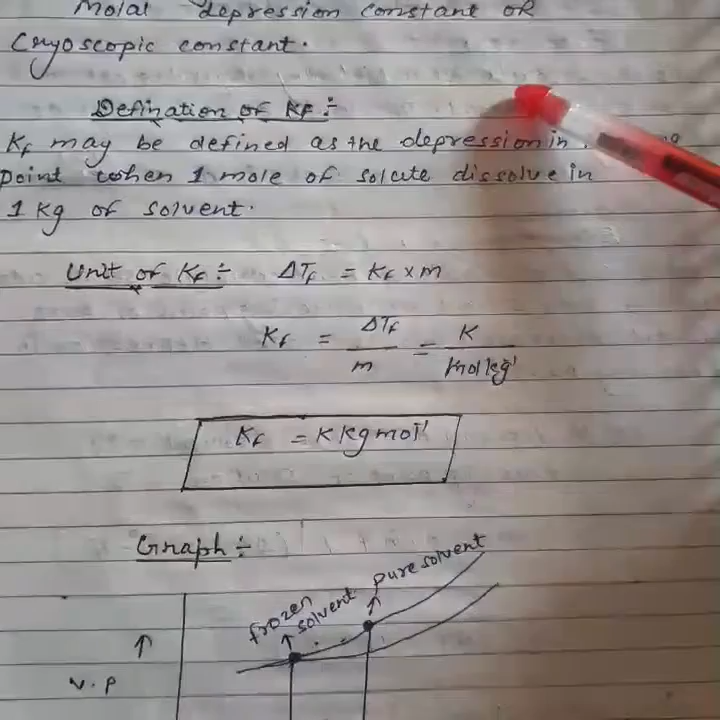 Molal depression constant OR
Cryoscopic constant.
Defination of Kf ÷
Kf may be defined as the depression in
point when 1 mole of solute dissolve in
1 Kg of solvent.
Unit of Kf ÷ ΔTf = Kf x m
Kf = ΔTf / m = K / mol kg⁻¹
Kf = K Kg mol⁻¹
Graph ÷
frozen solvent
pure solvent
↑
V.P